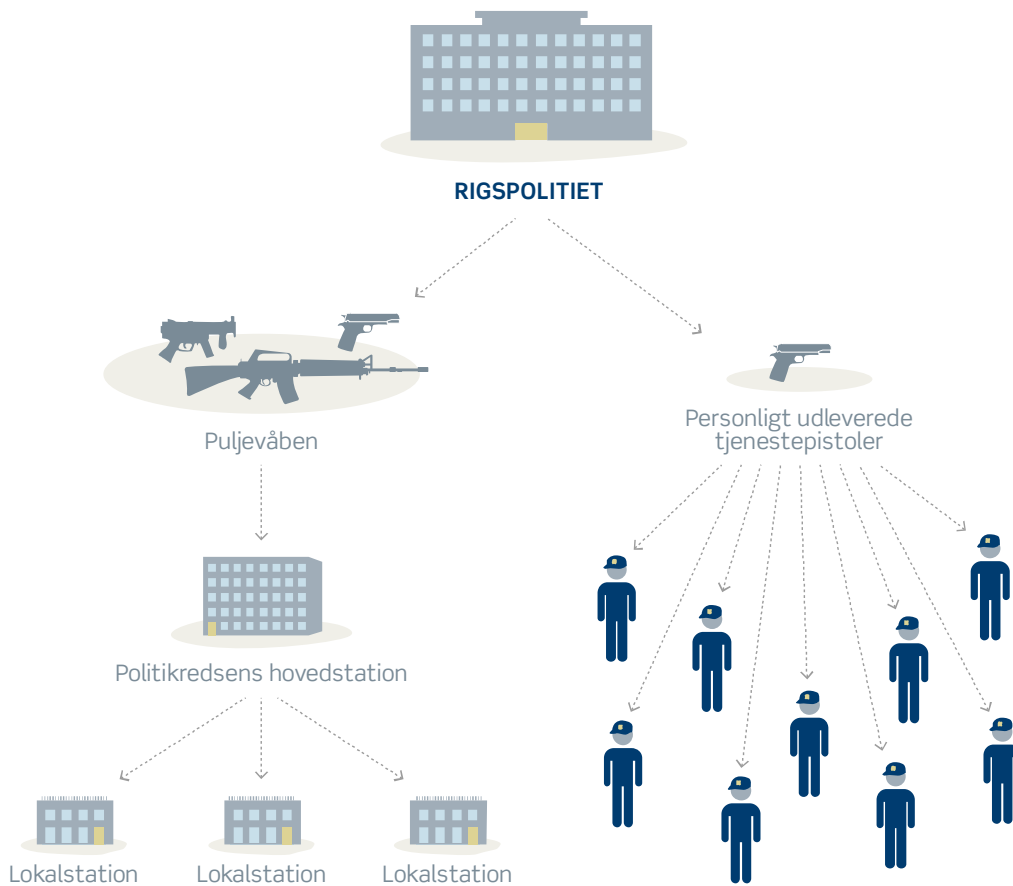 RIGSPOLITIET
Puljevåben
Personligt udleverede
tjenestepistoler
Politikredsens hovedstation
Lokalstation
Lokalstation
Lokalstation